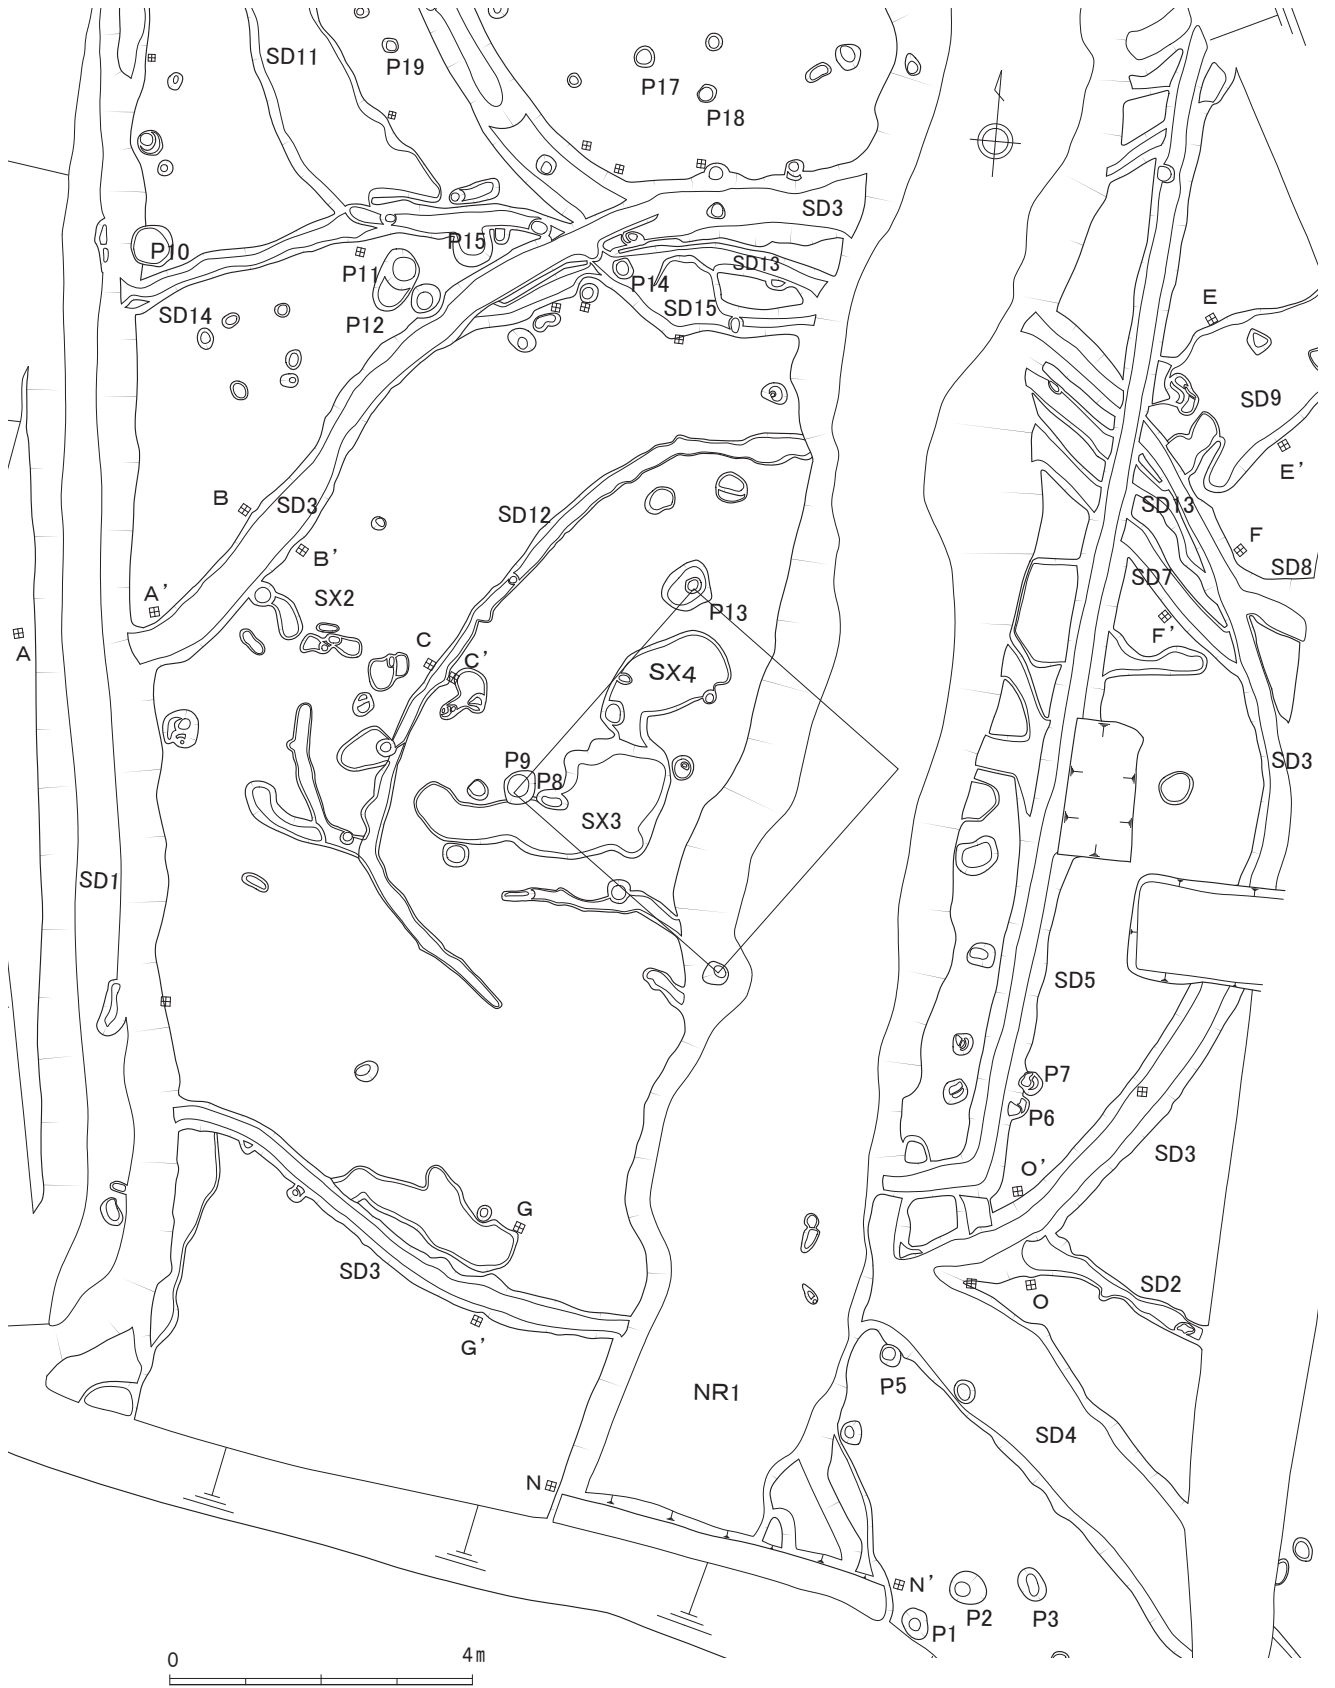 SD11
P19
P17
P18
SD3
P10
P15
P11
P14
SD13
SD14
SD15
P12
E
SD9
E'
B
SD3
SD12
SD13
F
B'
SD7
SD8
A'
SX2
P13
F'
A
C
C'
SX4
P9
P8
SD3
SX3
SD1
SD5
P7
P6
SD3
O'
G
SD3
SD2
O
G'
P5
NR1
SD4
N
N'
P2
P3
P1
0
4m